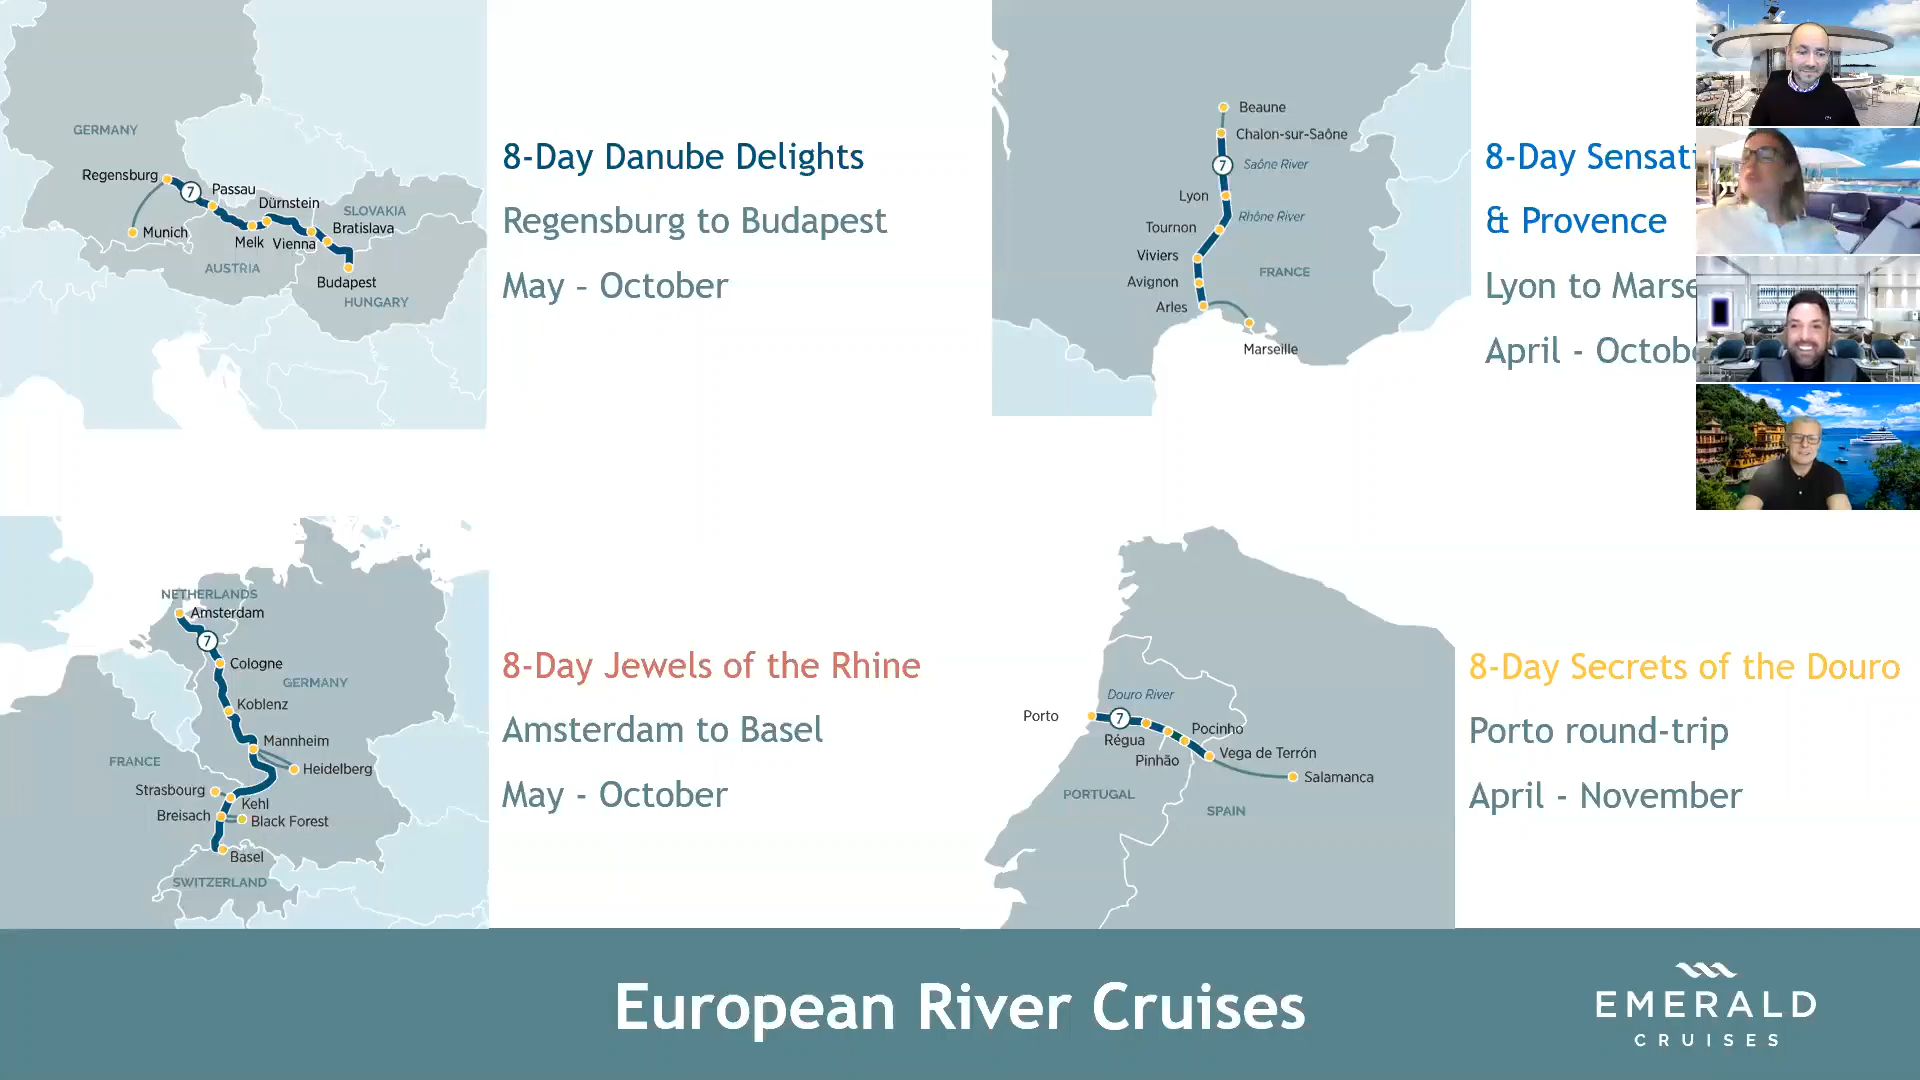 GERMANY
Regensburg
7
Passau
Dürnstein
SLOVAKIA
Munich
Melk
Vienna
Bratislava
AUSTRIA
Budapest
HUNGARY
8-Day Danube Delights
Regensburg to Budapest
May - October
Beaune
Chalon-sur-Saône
7
Saône River
Lyon
Rhône River
Tournon
Viviers
FRANCE
Avignon
Arles
Marseille
8-Day
& Provence
Lyon to
April -
NETHERLANDS
Amsterdam
7
Cologne
GERMANY
Koblenz
Mannheim
FRANCE
Heidelberg
Strasbourg
Kehl
Breisach
Black Forest
Basel
SWITZERLAND
8-Day Jewels of the Rhine
Amsterdam to Basel
May - October
Douro River
Porto
7
Régua
Pocinho
Pinhão
Vega de Terrón
Salamanca
PORTUGAL
SPAIN
8-Day Secrets of the Douro
Porto round-trip
April - November
European River Cruises
EMERALD
CRUISES